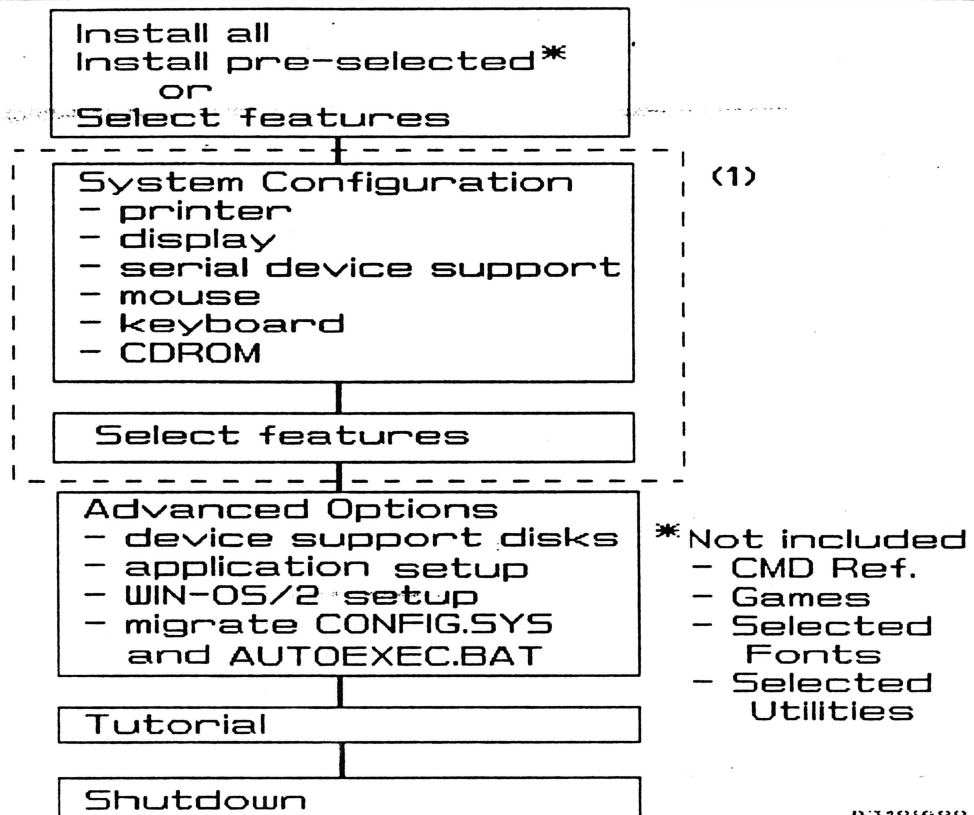 Install all
Install pre-selected*
or
Select features
(1)
System Configuration
- printer
- display
- serial device support
- mouse
- keyboard
- CDROM
Select features
Advanced Options
- device support disks
- application setup
- WIN-OS/2 setup
- migrate CONFIG.SYS
and AUTOEXEC.BAT
* Not included
- CMD Ref.
- Games
- Selected
Fonts
- Selected
Utilities
Tutorial
Shutdown